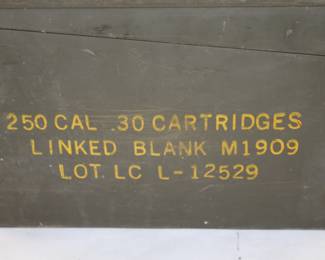 250 CAL .30 CARTRIDGES
LINKED BLANK M1909
LOT. LC L-12529